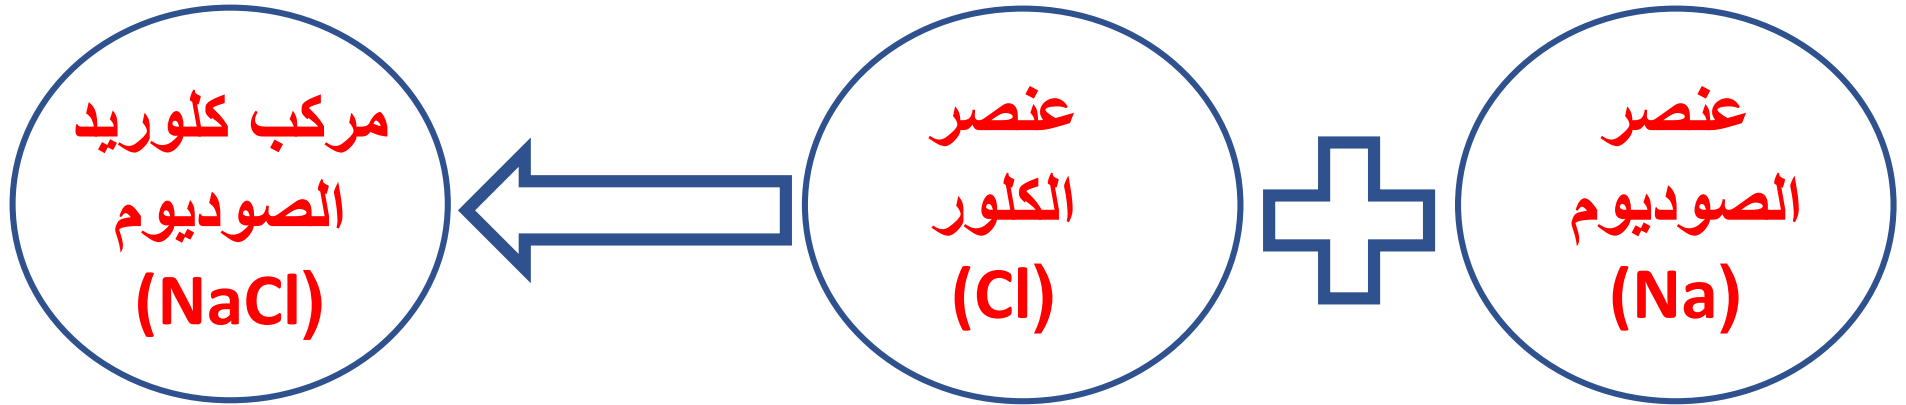 عنصر
الصوديوم
(Na)
عنصر
الكلور
(Cl)
مركب كلوريد
الصوديوم
(NaCl)